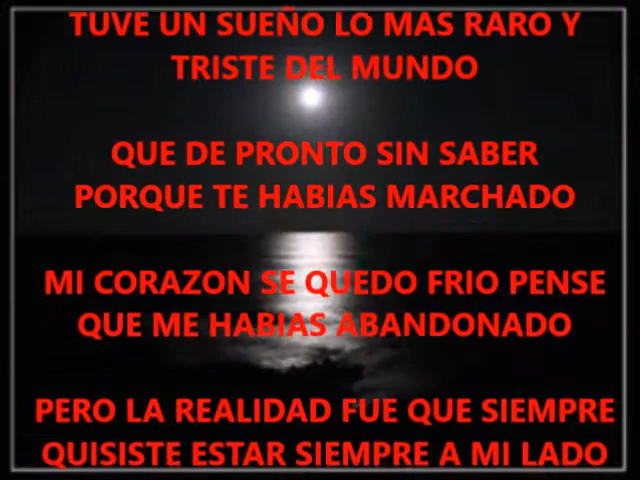 TUVE UN SUEÑO LO MAS RARO Y
TRISTE DEL MUNDO
QUE DE PRONTO SIN SABER
PORQUE TE HABIAS MARCHADO
MI CORAZON SE QUEDO FRIO PENSE
QUE ME HABIAS ABANDONADO
PERO LA REALIDAD FUE QUE SIEMPRE
QUISISTE ESTAR SIEMPRE A MI LADO